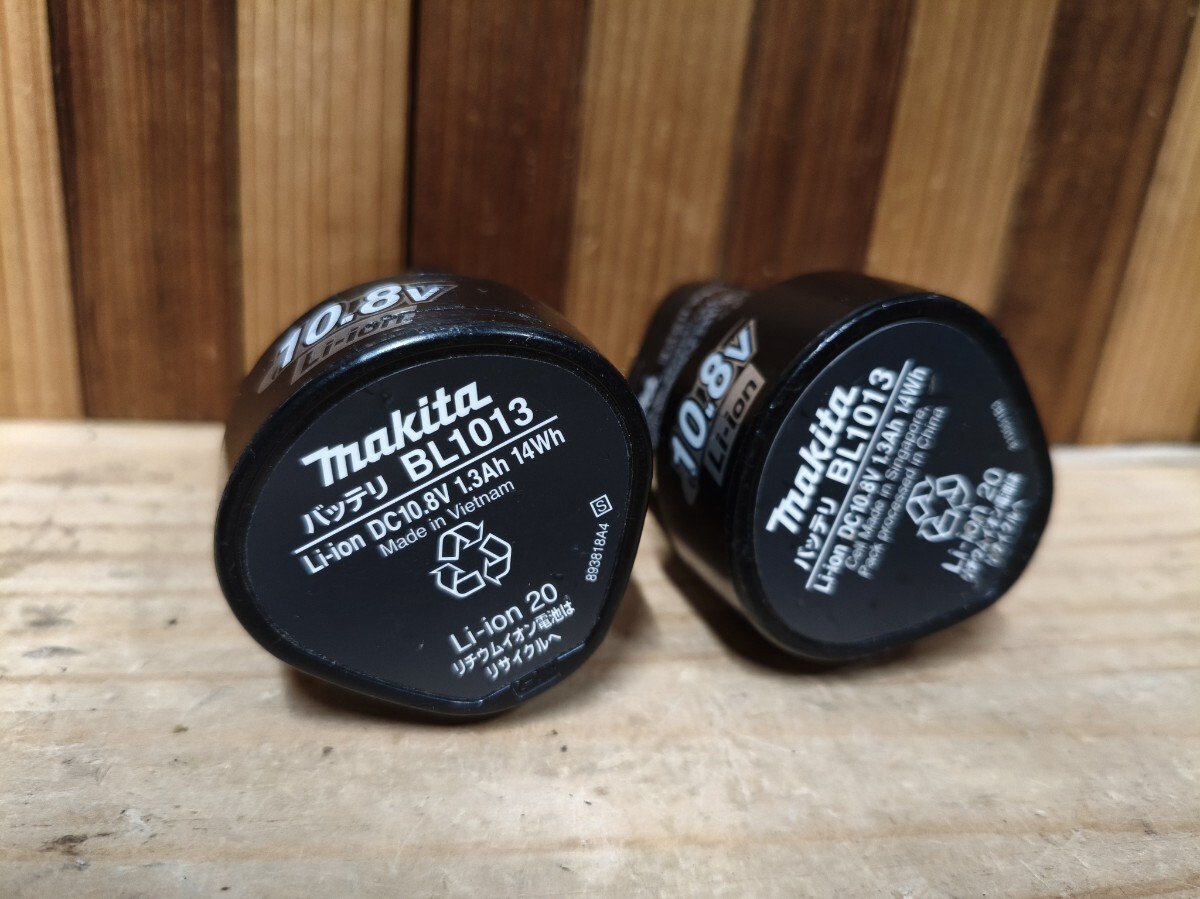 10.8V
Li-ion
makita
バッテリ BL1013
Li-ion DC10.8V 1.3Ah 14Wh
Made in Vietnam
893818A4 S
Li-ion 20
リチウムイオン電池は
リサイクルへ
10.8V
Li-ion
makita
バッテリ BL1013
Li-ion DC10.8V 1.3Ah 14Wh
Cell Made in Singapore,
Pack processed in China
Li-ion 20